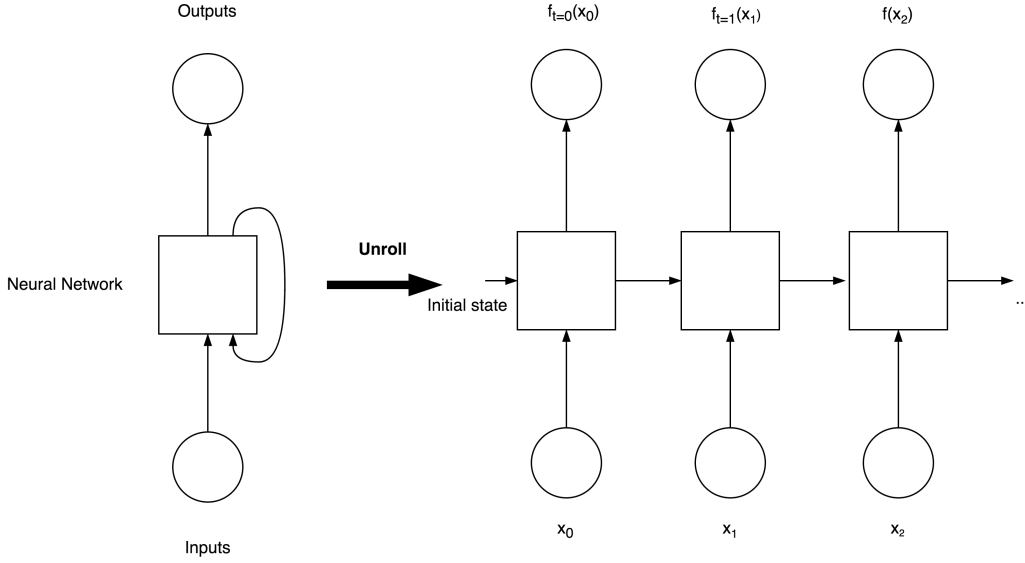 Outputs
f_{t=0}(x_0)
f_{t=1}(x_1)
f(x_2)
Unroll
Neural Network
Initial state
..
x_0
x_1
x_2
Inputs